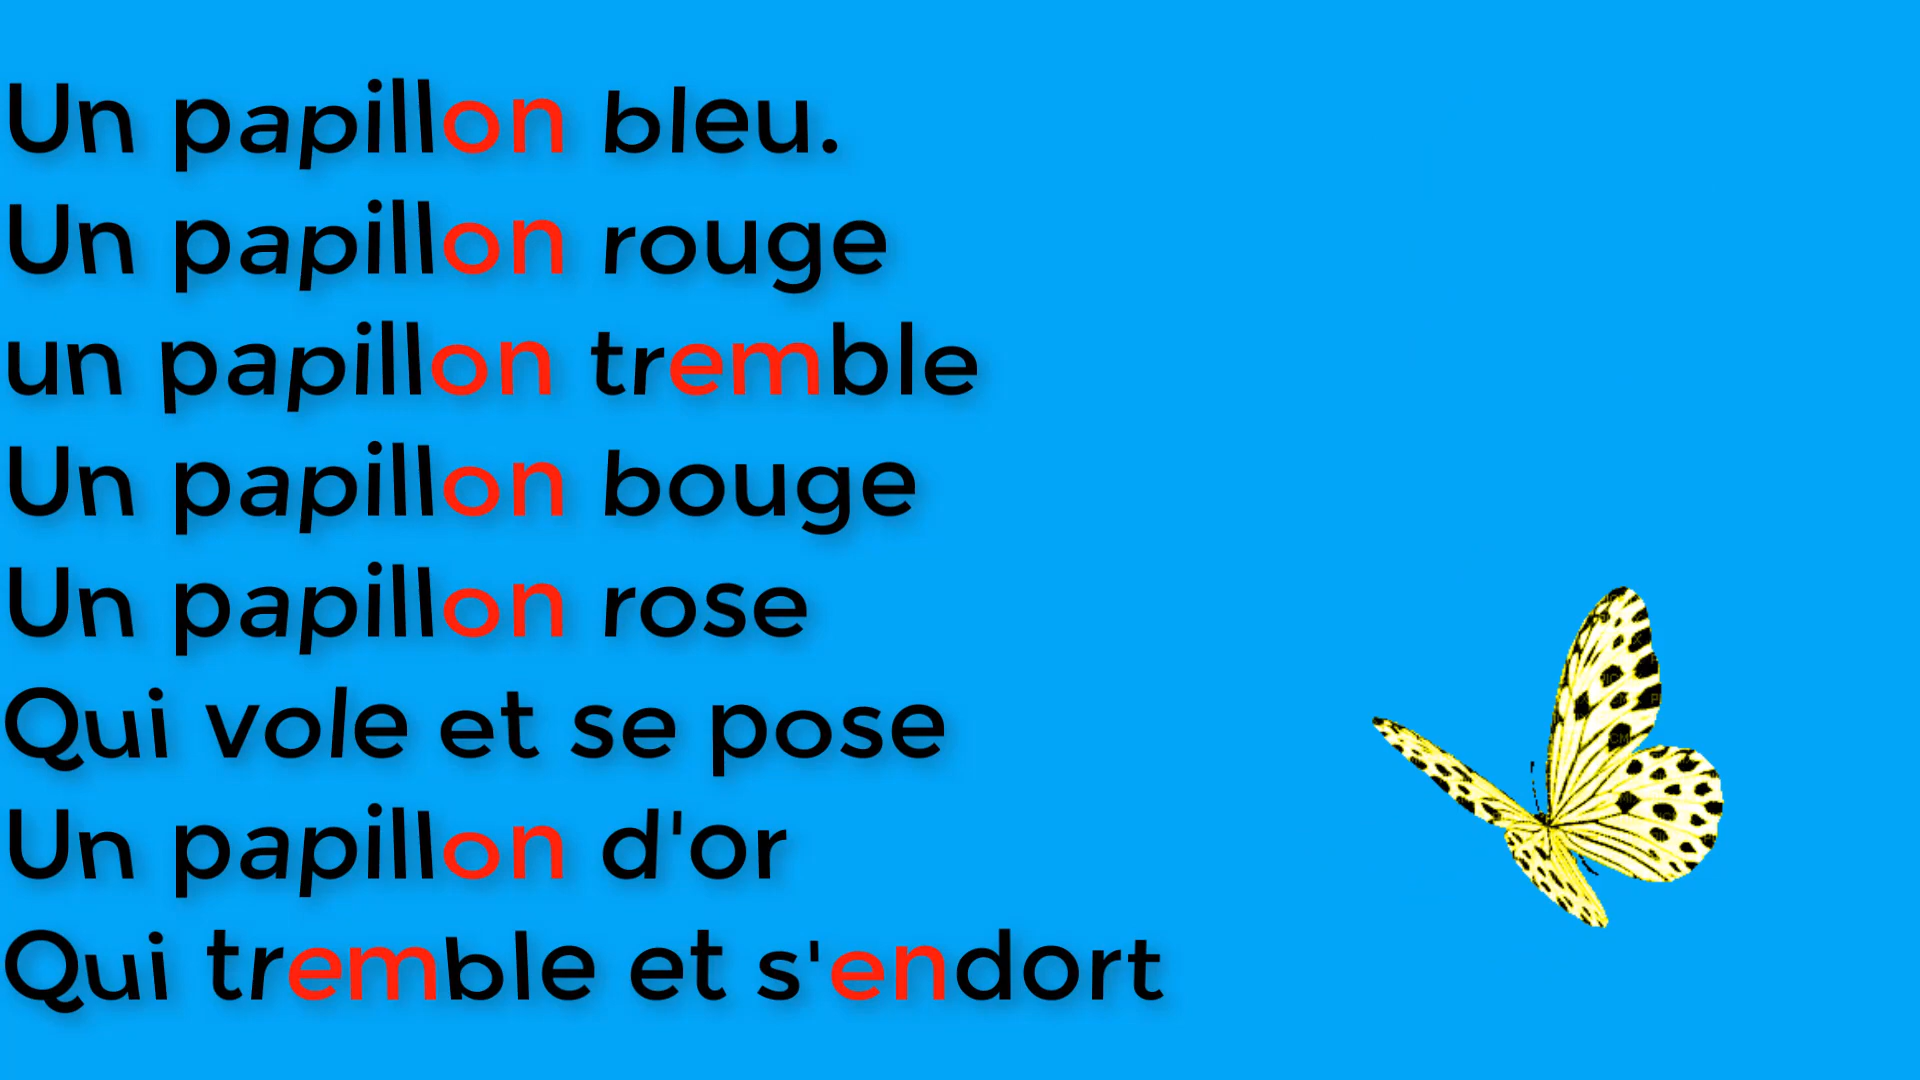 Un papillon bleu.
Un papillon rouge
un papillon tremble
Un papillon bouge
Un papillon rose
Qui vole et se pose
Un papillon d'or
Qui tremble et s'endort